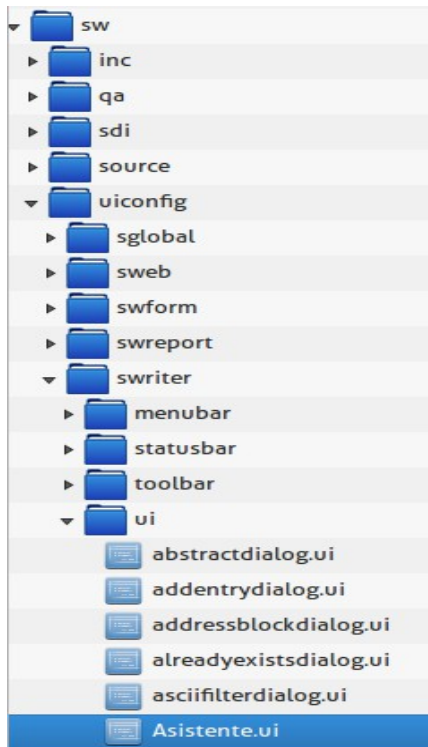 sw
inc
qa
sdi
source
uiconfig
sglobal
sweb
swform
swreport
swriter
menubar
statusbar
toolbar
ui
abstractdialog.ui
addentrydialog.ui
addressblockdialog.ui
alreadyexistsdialog.ui
asciifilterdialog.ui
Asistente.ui